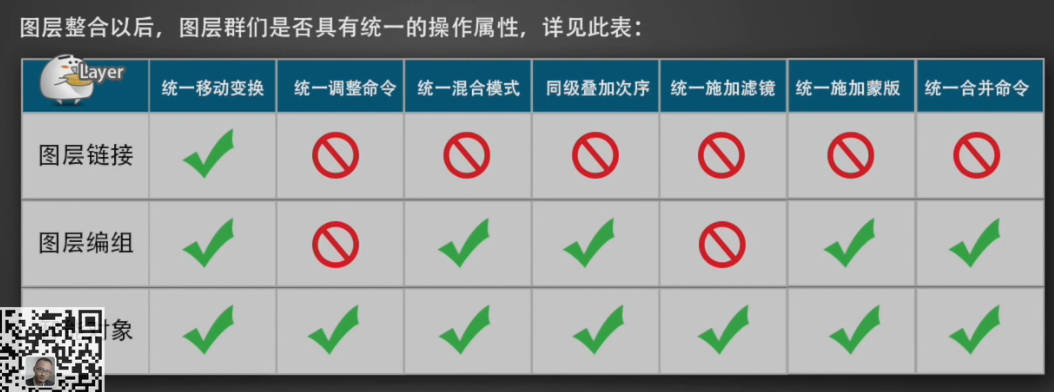 图层整合以后，图层群们是否具有统一的操作属性，详见此表：
Layer 统一移动变换 统一调整命令 统一混合模式 同级叠加次序 统一施加滤镜 统一施加蒙版 统一合并命令
图层链接
图层编组
对象